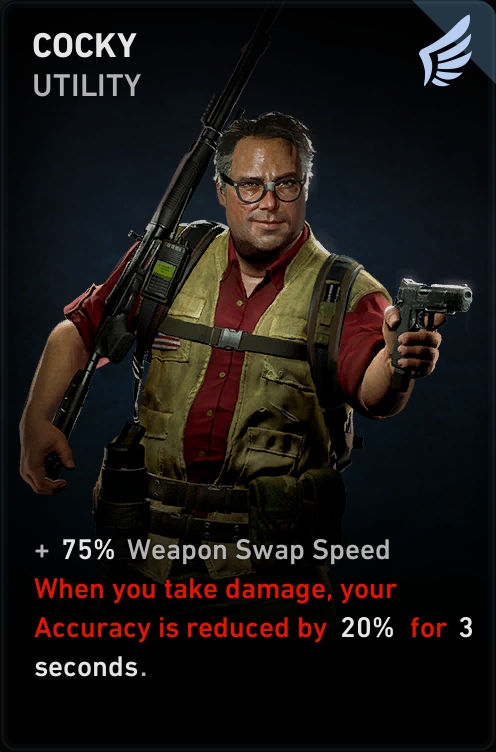 COCKY
UTILITY
+ 75% Weapon Swap Speed
When you take damage, your
Accuracy is reduced by 20% for 3
seconds.